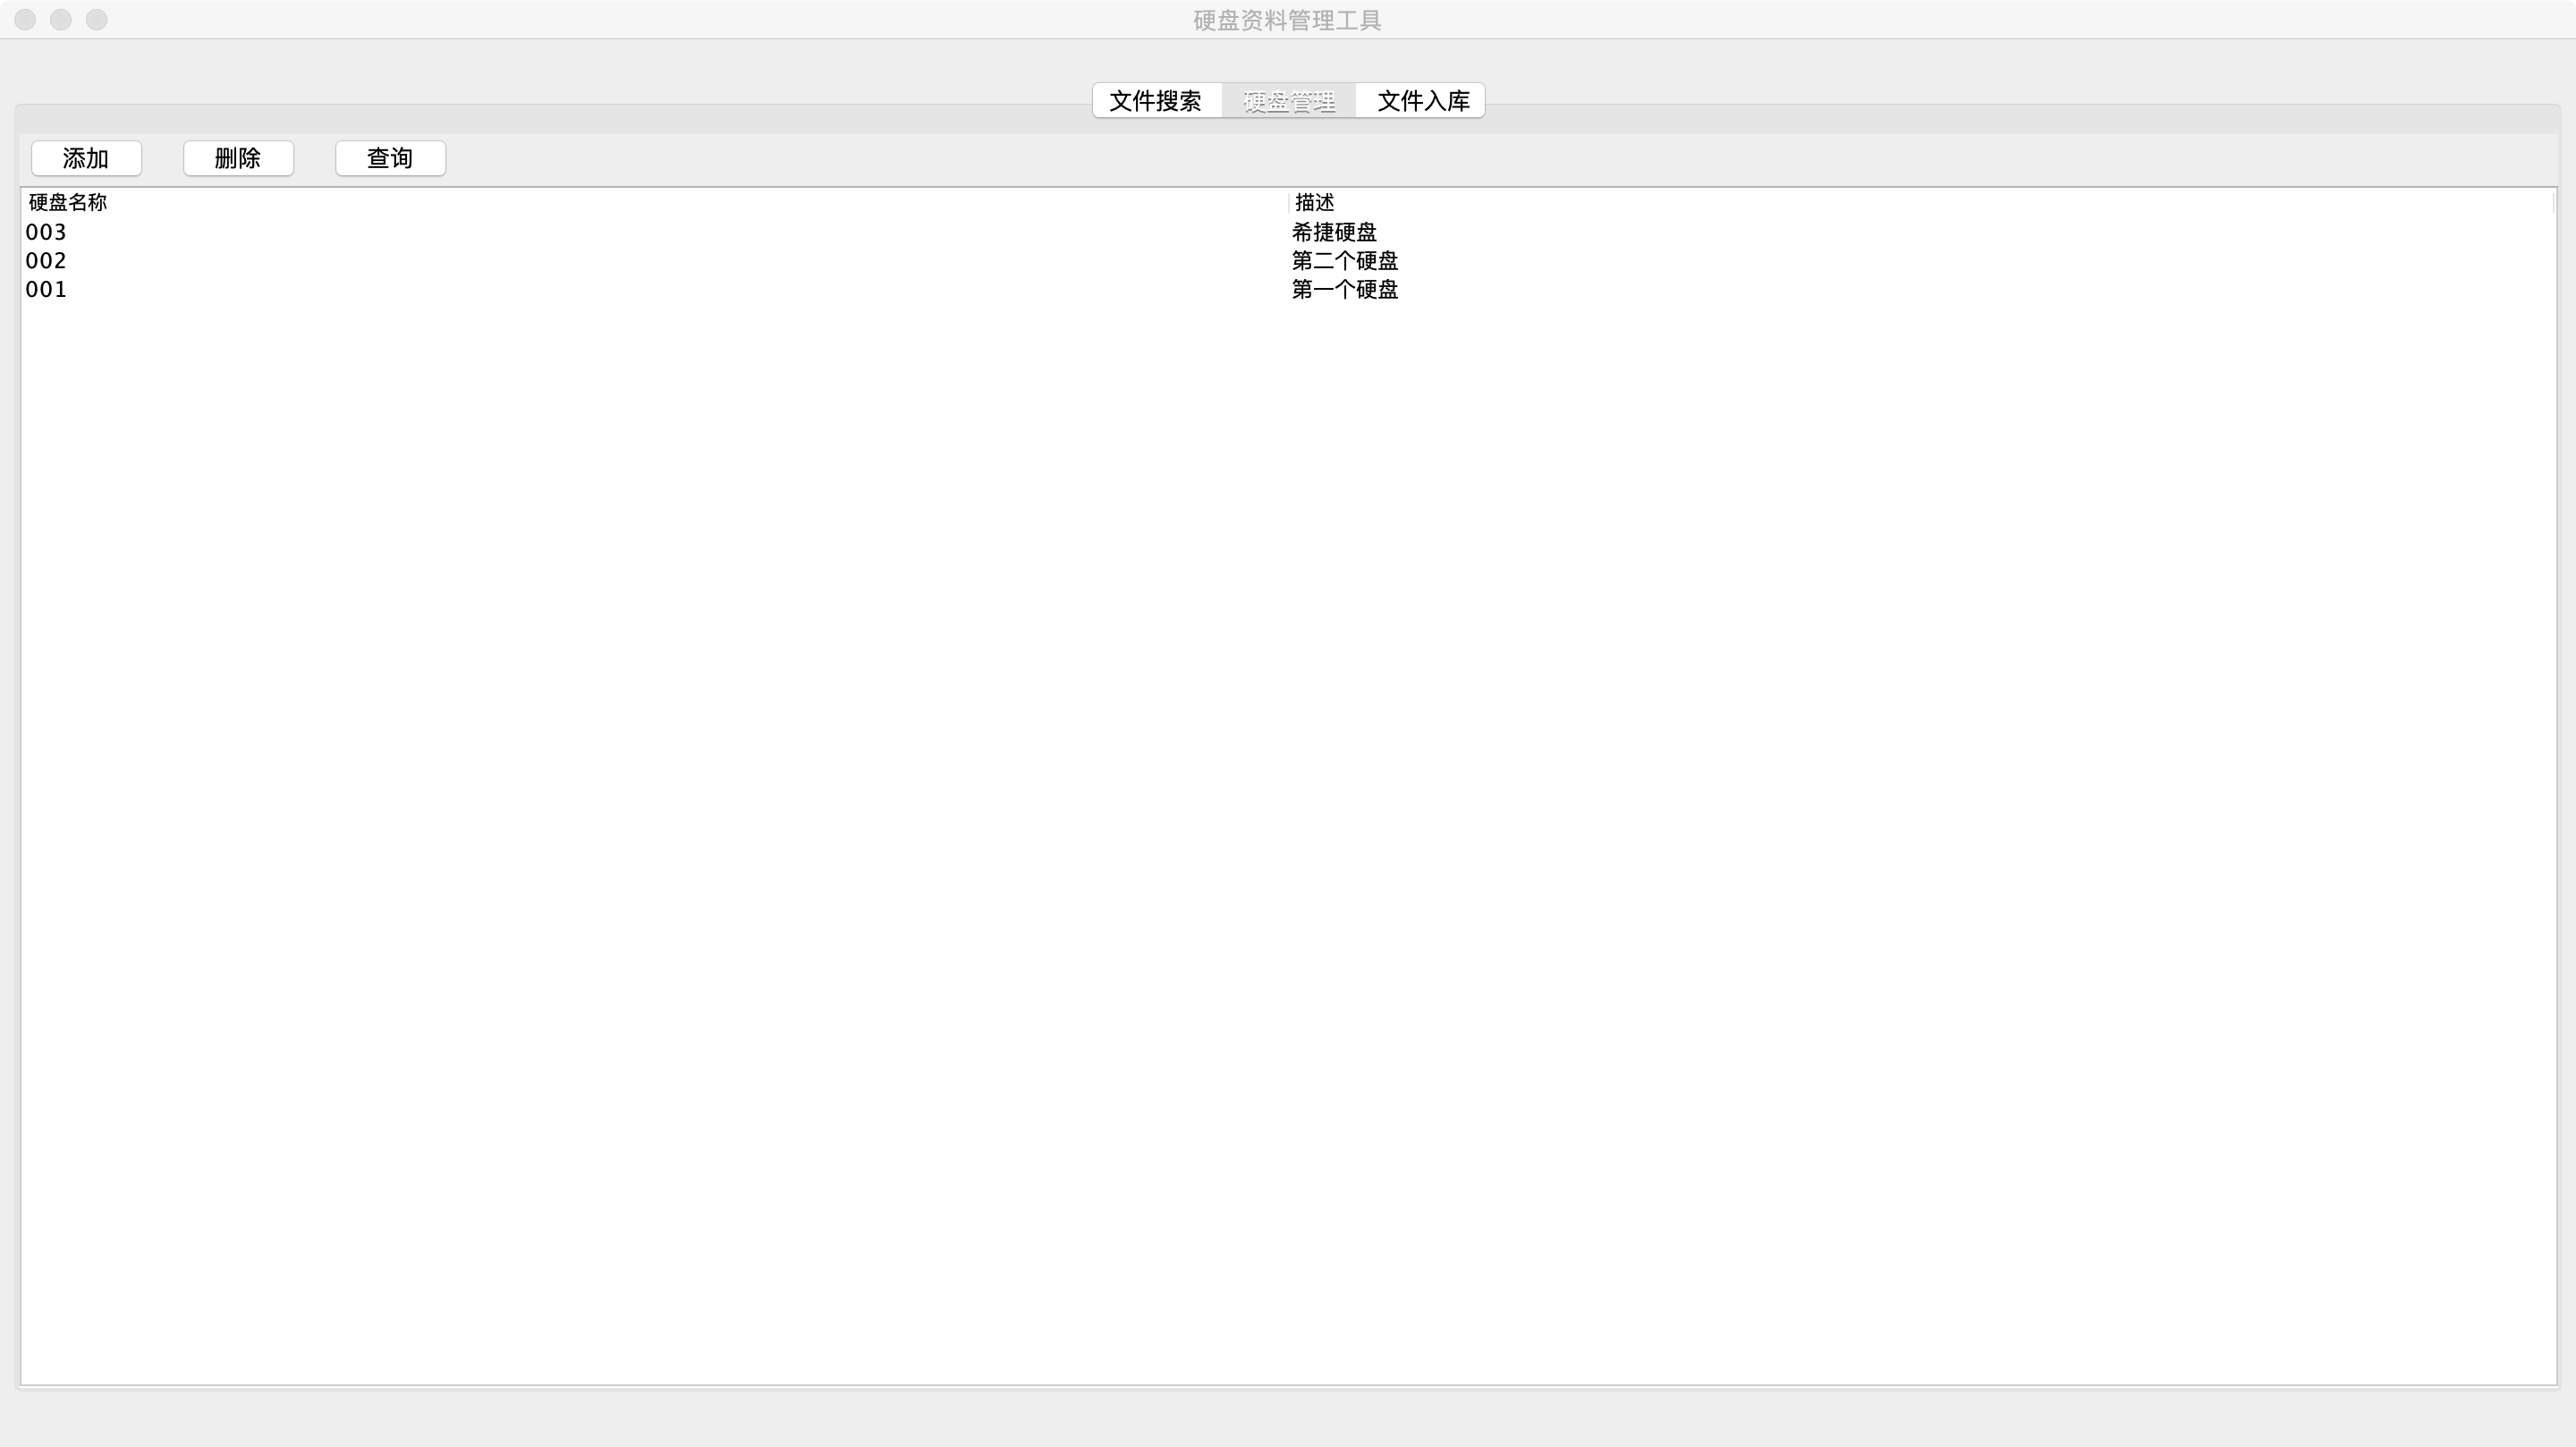 硬盘资料管理工具
文件搜索 硬盘管理 文件入库
添加 删除 查询
硬盘名称 描述
003 希捷硬盘
002 第二个硬盘
001 第一个硬盘